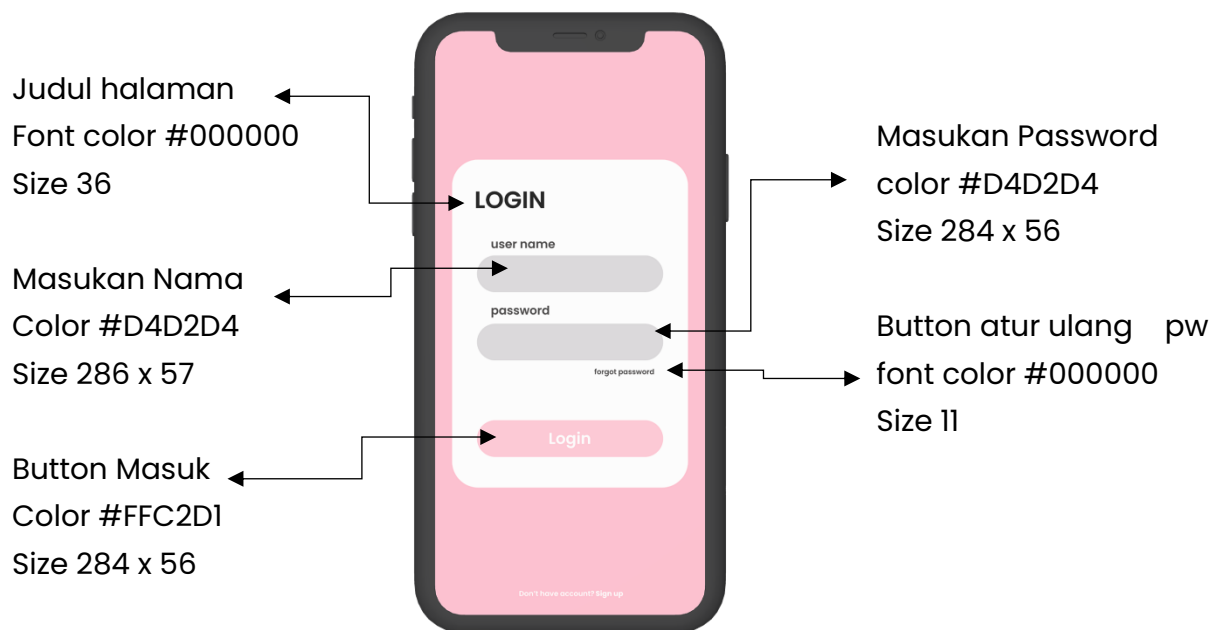 Judul halaman
Font color #000000
Size 36
Masukan Nama
Color #D4D2D4
Size 286 x 57
Button Masuk
Color #FFC2D1
Size 284 x 56
LOGIN
user name
password
forgot password
Login
Don't have account? Sign up
Masukan Password
color #D4D2D4
Size 284 x 56
Button atur ulang pw
font color #000000
Size 11